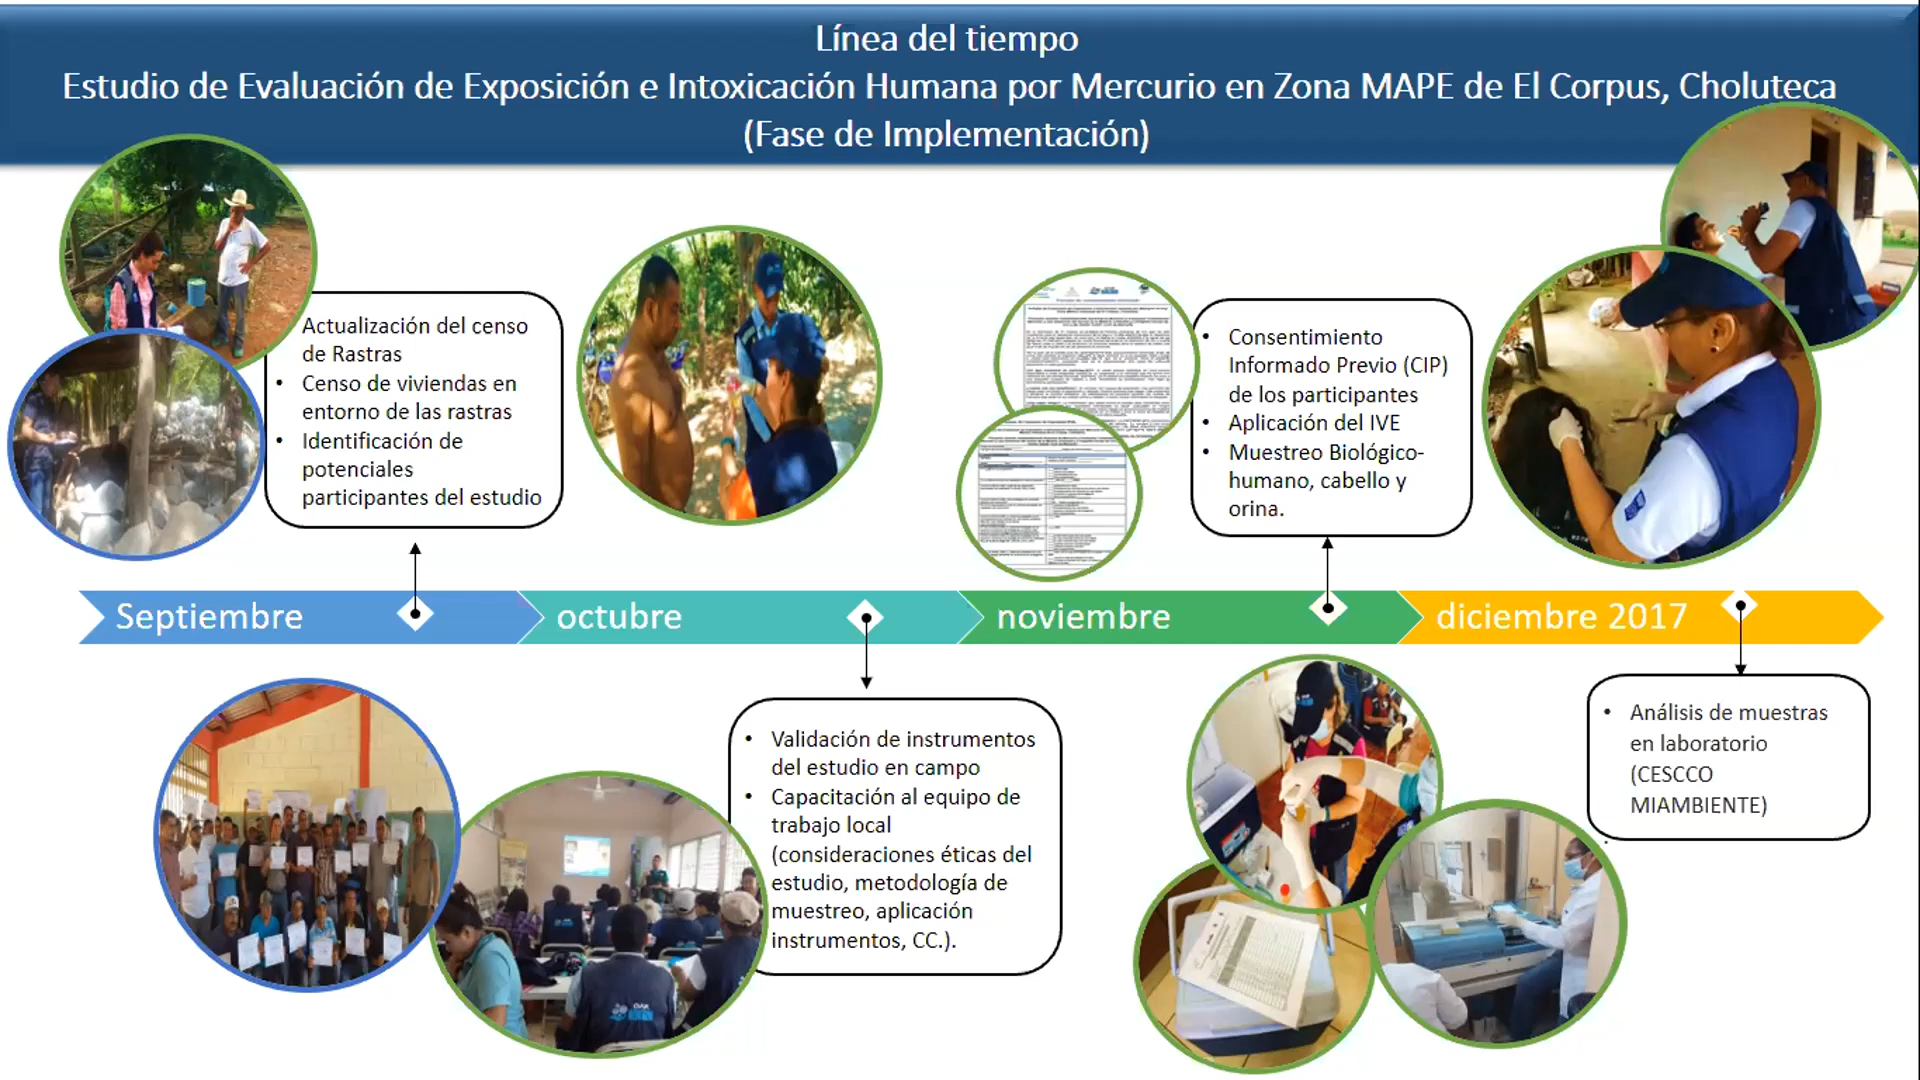 Línea del tiempo
Estudio de Evaluación de Exposición e Intoxicación Humana por Mercurio en Zona MAPE de El Corpus, Choluteca
(Fase de Implementación)
Actualización del censo
de Rastras
• Censo de viviendas en
entorno de las rastras
• Identificación de
potenciales
participantes del estudio
• Consentimiento
Informado Previo (CIP)
de los participantes
• Aplicación del IVE
• Muestreo Biológico-
humano, cabello y
orina.
Septiembre
octubre
noviembre
diciembre 2017
• Validación de instrumentos
del estudio en campo
• Capacitación al equipo de
trabajo local
(consideraciones éticas del
estudio, metodología de
muestreo, aplicación
instrumentos, CC.).
• Análisis de muestras
en laboratorio
(CESCCO
MIAMBIENTE)
.